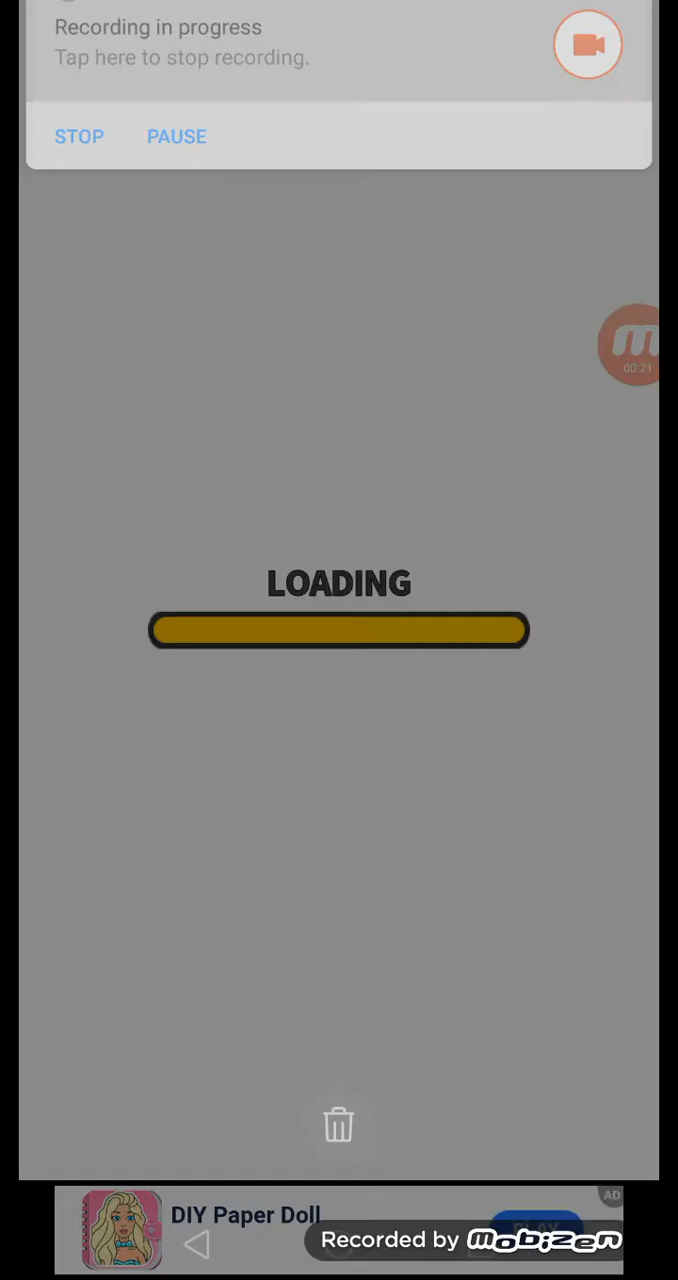 Recording in progress
Tap here to stop recording.
STOP PAUSE
m
00:21
LOADING
AD
DIY Paper Doll
PLAY
Recorded by mobizen